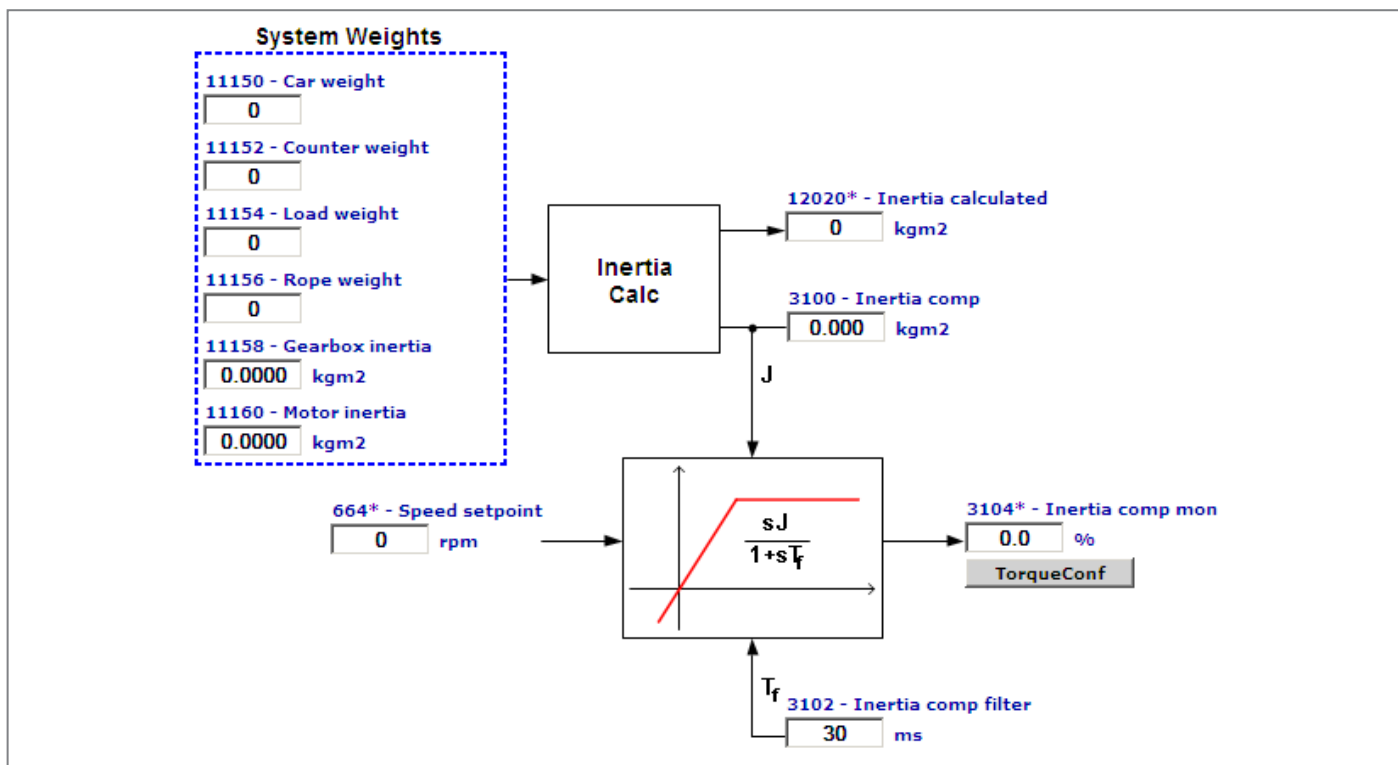 System Weights
11150 - Car weight
0
11152 - Counter weight
0
11154 - Load weight
0
11156 - Rope weight
0
11158 - Gearbox inertia
0.0000 kgm2
11160 - Motor inertia
0.0000 kgm2
Inertia
Calc
12020* - Inertia calculated
0 kgm2
3100 - Inertia comp
0.000 kgm2
J
664* - Speed setpoint
0 rpm
sJ
1+sTf
3104* - Inertia comp mon
0.0 %
TorqueConf
Tf
3102 - Inertia comp filter
30 ms